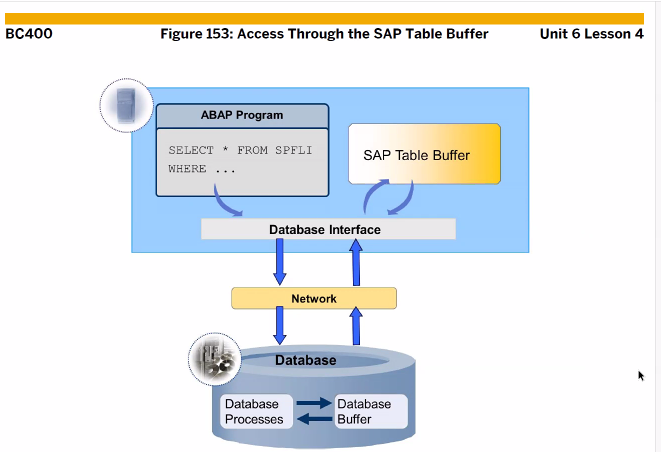 BC400 Figure 153: Access Through the SAP Table Buffer Unit 6 Lesson 4
ABAP Program
SELECT * FROM SPFLI
WHERE ...
SAP Table Buffer
Database Interface
Network
Database
Database
Processes
Database
Buffer